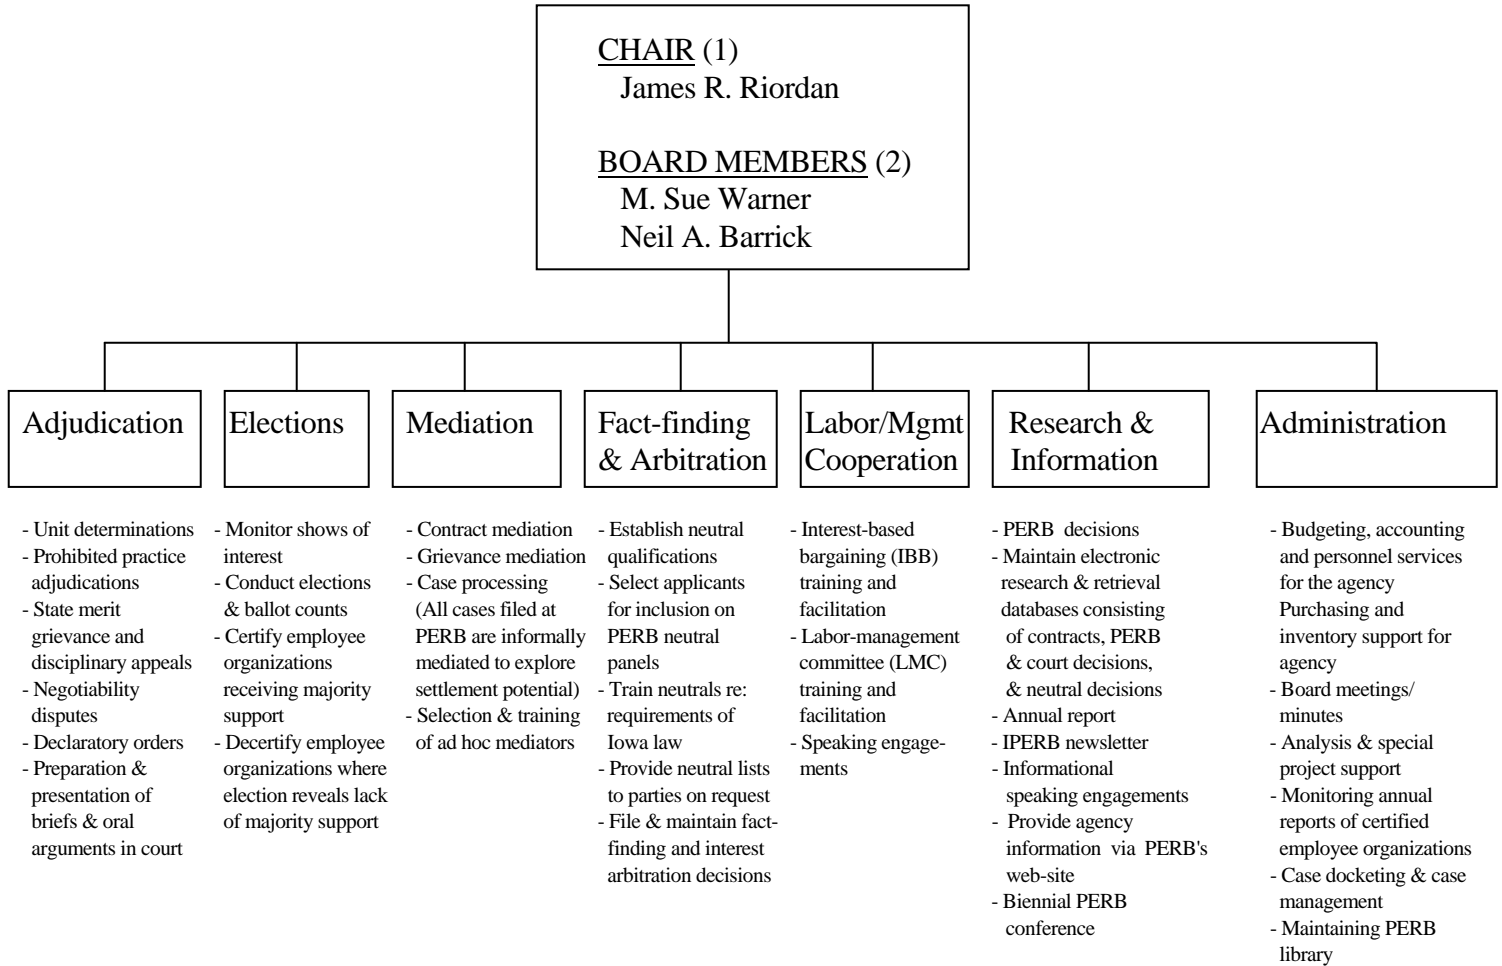 CHAIR (1)
James R. Riordan
BOARD MEMBERS (2)
M. Sue Warner
Neil A. Barrick
Adjudication
- Unit determinations
- Prohibited practice
adjudications
- State merit
grievance and
disciplinary appeals
- Negotiability
disputes
- Declaratory orders
- Preparation &
presentation of
briefs & oral
arguments in court
Elections
- Monitor shows of
interest
- Conduct elections
& ballot counts
- Certify employee
organizations
receiving majority
support
- Decertify employee
organizations where
election reveals lack
of majority support
Mediation
- Contract mediation
- Grievance mediation
- Case processing
(All cases filed at
PERB are informally
mediated to explore
settlement potential)
- Selection & training
of ad hoc mediators
Fact-finding
& Arbitration
- Establish neutral
qualifications
- Select applicants
for inclusion on
PERB neutral
panels
- Train neutrals re:
requirements of
Iowa law
- Provide neutral lists
to parties on request
- File & maintain fact-
finding and interest
arbitration decisions
Labor/Mgmt
Cooperation
- Interest-based
bargaining (IBB)
training and
facilitation
- Labor-management
committee (LMC)
training and
facilitation
- Speaking engage-
ments
Research &
Information
- PERB decisions
- Maintain electronic
research & retrieval
databases consisting
of contracts, PERB
& court decisions,
& neutral decisions
- Annual report
- IPERB newsletter
- Informational
speaking engagements
- Provide agency
information via PERB's
web-site
- Biennial PERB
conference
Administration
- Budgeting, accounting
and personnel services
for the agency
Purchasing and
inventory support for
agency
- Board meetings/
minutes
- Analysis & special
project support
- Monitoring annual
reports of certified
employee organizations
- Case docketing & case
management
- Maintaining PERB
library